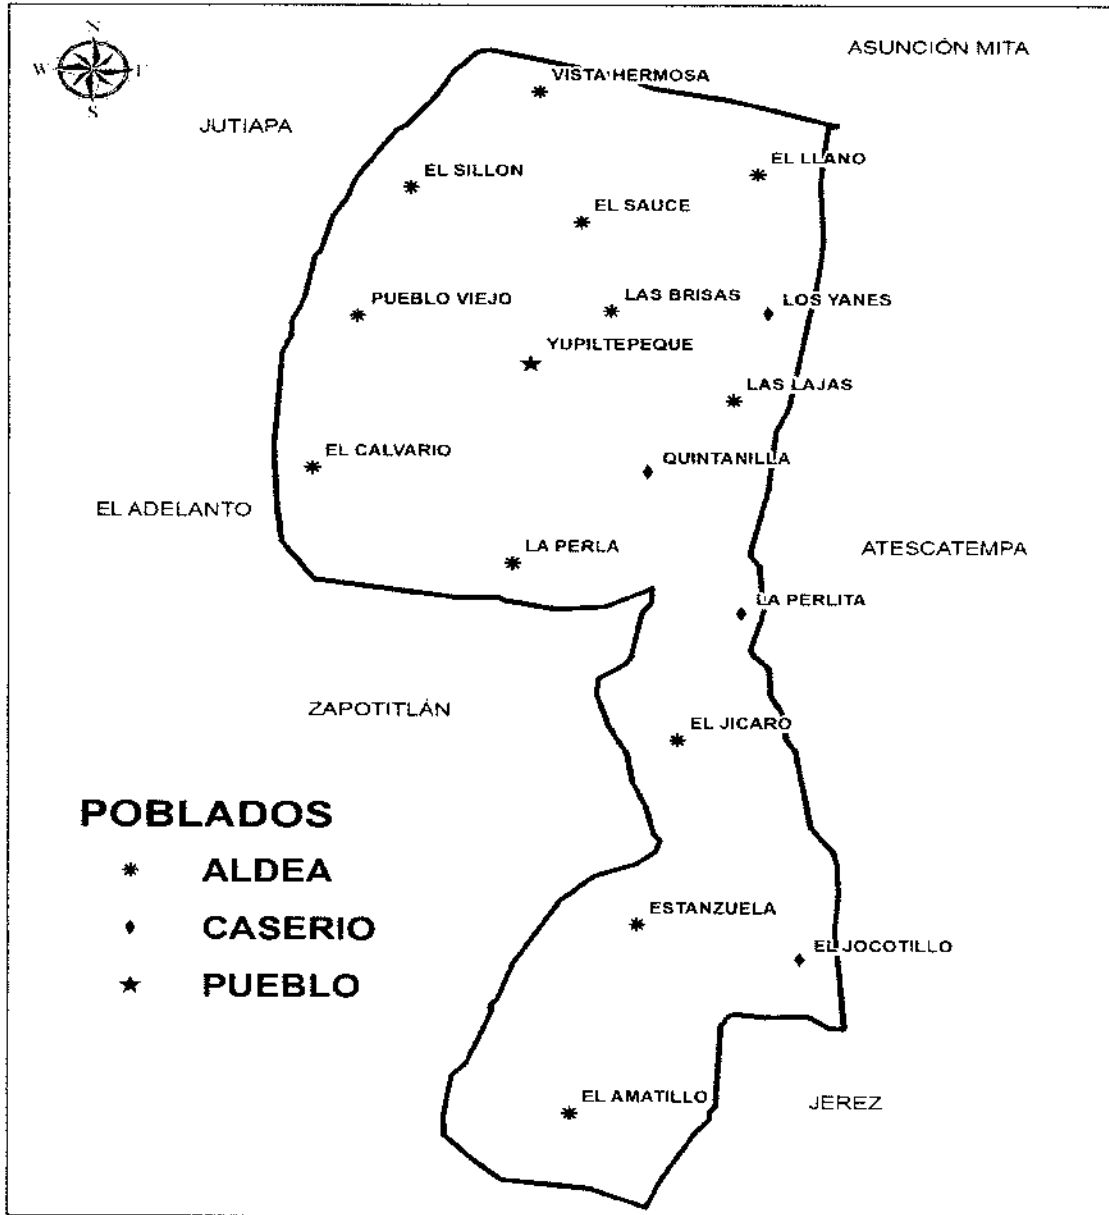 N
ASUNCIÓN MITA
W
E
VISTA HERMOSA
S
JUTIAPA
EL LLANO
EL SILLON
EL SAUCE
PUEBLO VIEJO
LAS BRISAS
LOS YANES
YUPILTEPEQUE
LAS LAJAS
EL CALVARIO
QUINTANILLA
EL ADELANTO
LA PERLA
ATESCATEMPA
LA PERLITA
ZAPOTITLÁN
EL JICARO
POBLADOS
ALDEA
CASERIO
PUEBLO
ESTANZUELA
EL JOCOTILLO
EL AMATILLO
JEREZ